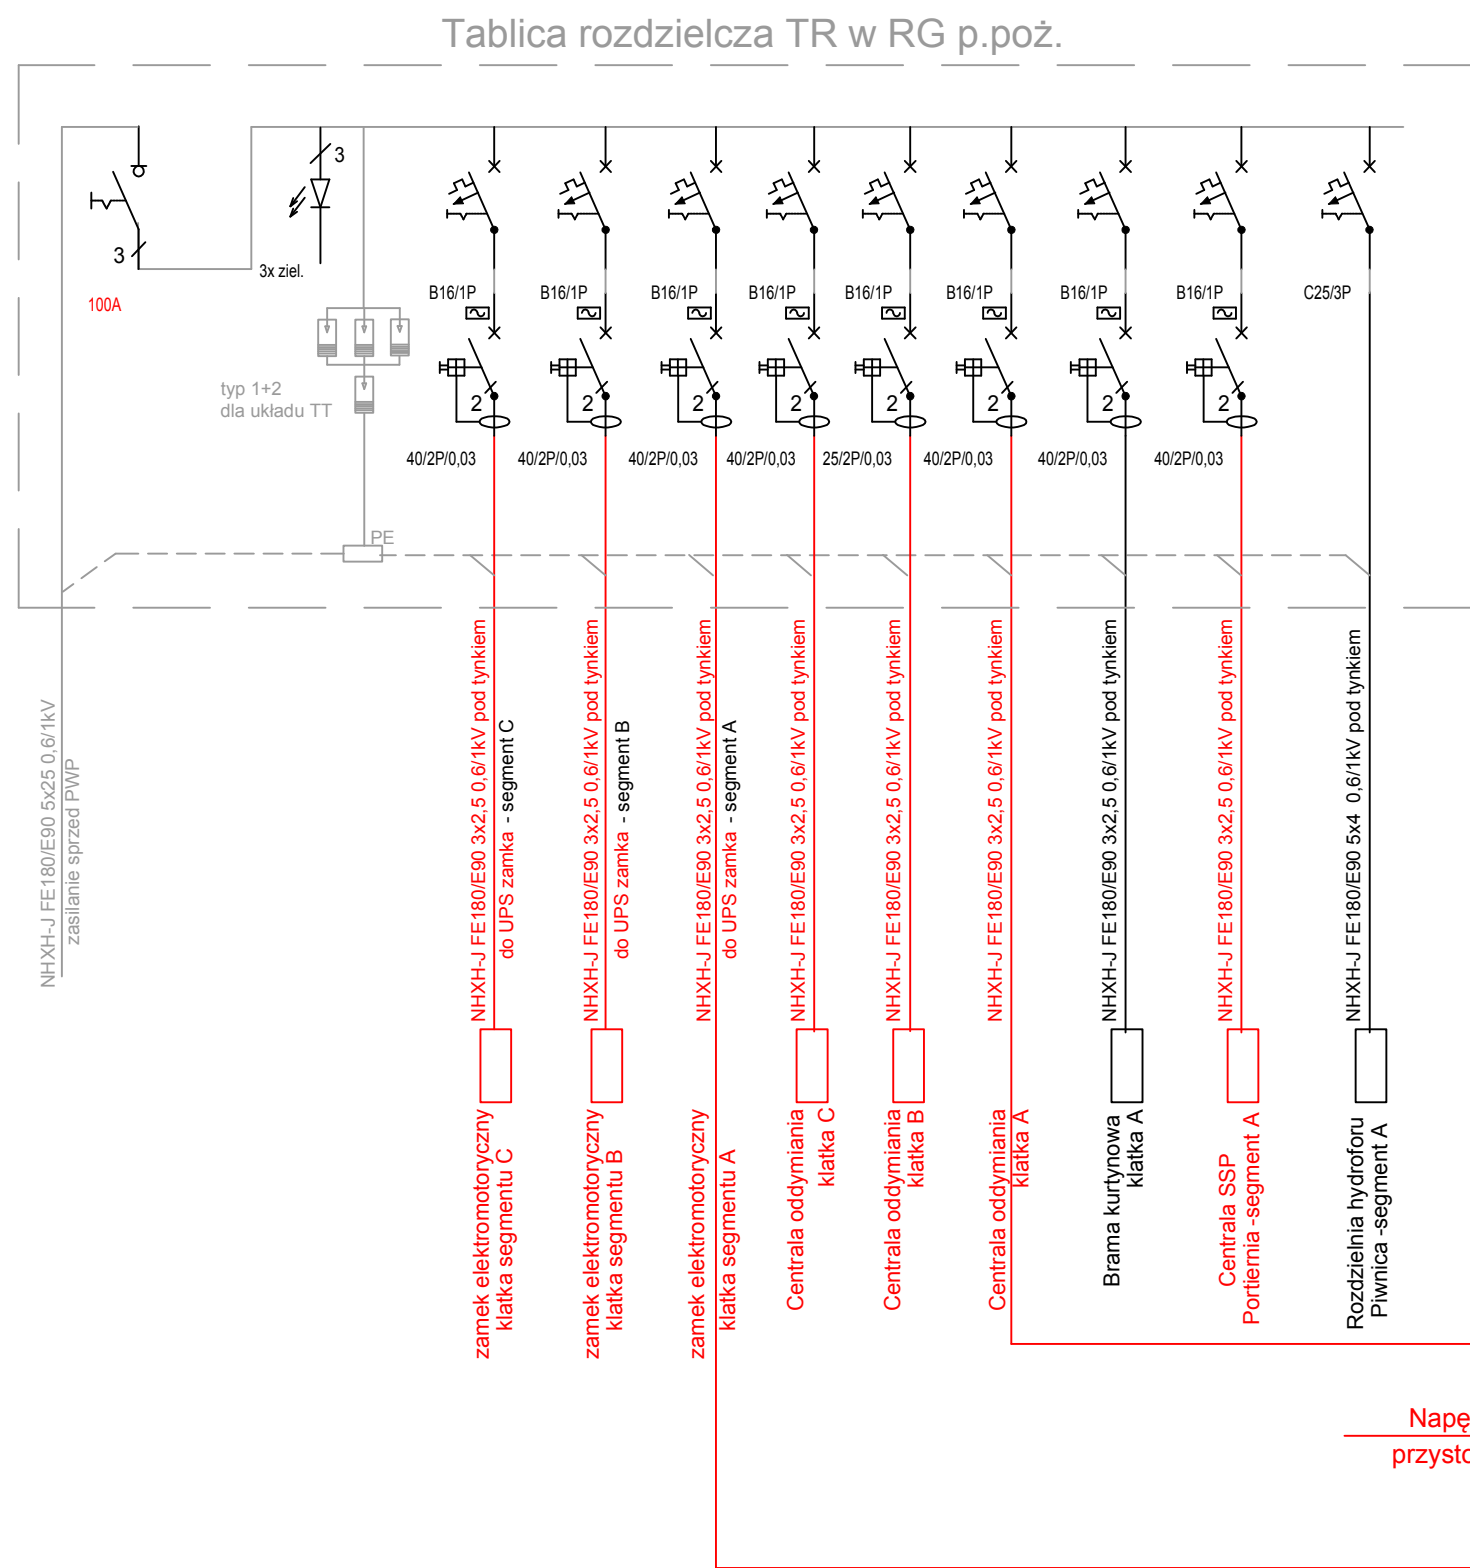 Tablica rozdzielcza TR w RG p.poż.
3
3
3x ziel.
100A
typ 1+2
dla układu TT
PE
B16/1P
B16/1P
B16/1P
B16/1P
B16/1P
B16/1P
B16/1P
B16/1P
C25/3P
2
2
2
2
2
2
2
2
40/2P/0,03
40/2P/0,03
40/2P/0,03
40/2P/0,03
25/2P/0,03
40/2P/0,03
40/2P/0,03
40/2P/0,03
NHXH-J FE180/E90 5x25 0,6/1kV
zasilanie sprzed PWP
NHXH-J FE180/E90 3x2,5 0,6/1kV pod tynkiem
do UPS zamka - segment C
NHXH-J FE180/E90 3x2,5 0,6/1kV pod tynkiem
do UPS zamka - segment B
NHXH-J FE180/E90 3x2,5 0,6/1kV pod tynkiem
do UPS zamka - segment A
NHXH-J FE180/E90 3x2,5 0,6/1kV pod tynkiem
NHXH-J FE180/E90 3x2,5 0,6/1kV pod tynkiem
NHXH-J FE180/E90 3x2,5 0,6/1kV pod tynkiem
NHXH-J FE180/E90 3x2,5 0,6/1kV pod tynkiem
NHXH-J FE180/E90 3x2,5 0,6/1kV pod tynkiem
NHXH-J FE180/E90 5x4 0,6/1kV pod tynkiem
zamek elektromotoryczny
klatka segmentu C
zamek elektromotoryczny
klatka segmentu B
zamek elektromotoryczny
klatka segmentu A
Centrala oddymiania
klatka C
Centrala oddymiania
klatka B
Centrala oddymiania
klatka A
Brama kurtynowa
klatka A
Centrala SSP
Portiernia -segment A
Rozdzielnia hydroforu
Piwnica -segment A
Napę
przysto